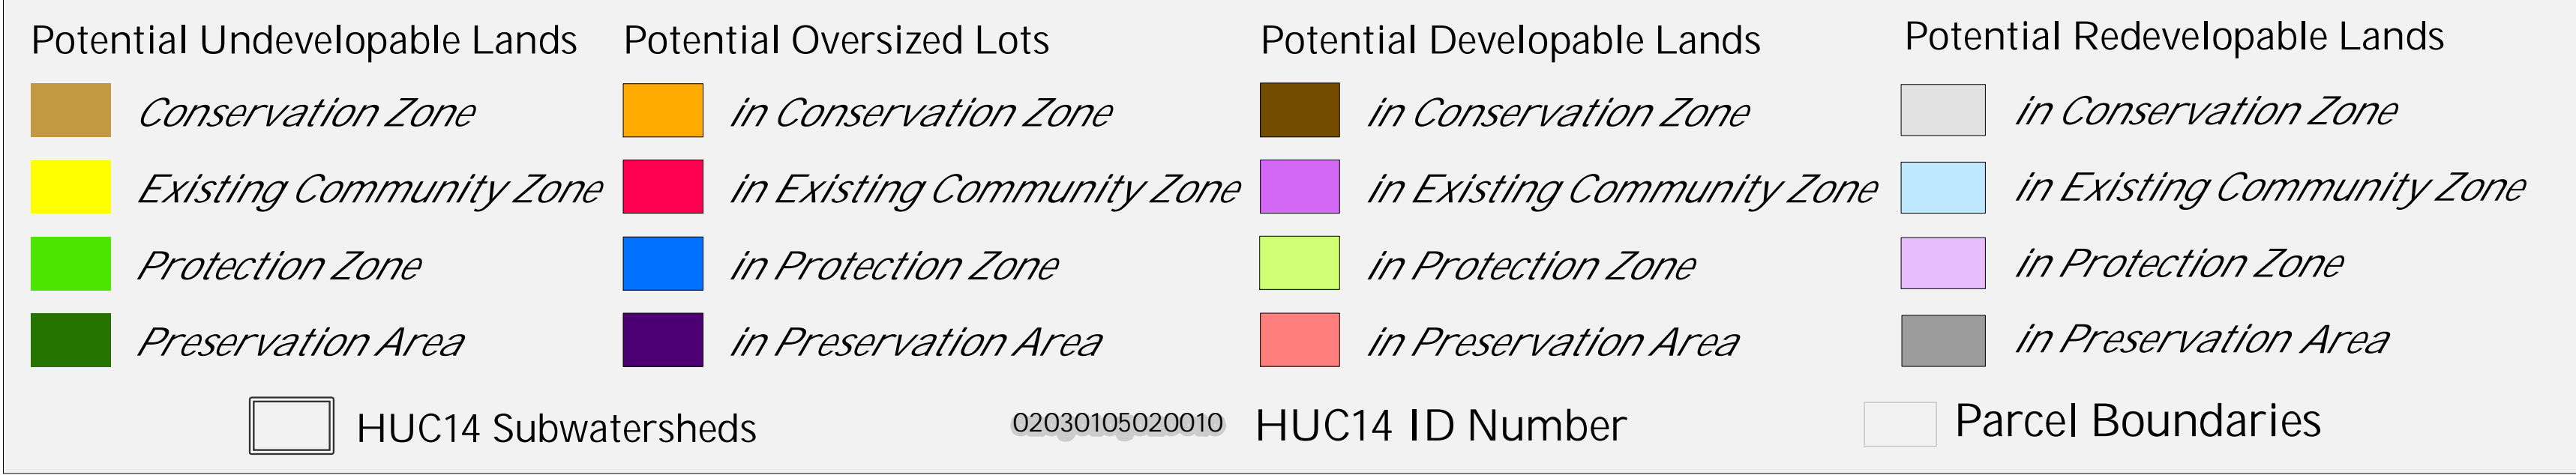 Potential Undevelopable Lands
Conservation Zone
Existing Community Zone
Protection Zone
Preservation Area
Potential Oversized Lots
in Conservation Zone
in Existing Community Zone
in Protection Zone
in Preservation Area
Potential Developable Lands
in Conservation Zone
in Existing Community Zone
in Protection Zone
in Preservation Area
Potential Redevelopable Lands
in Conservation Zone
in Existing Community Zone
in Protection Zone
in Preservation Area
HUC14 Subwatersheds
02030105020010 HUC14 ID Number
Parcel Boundaries